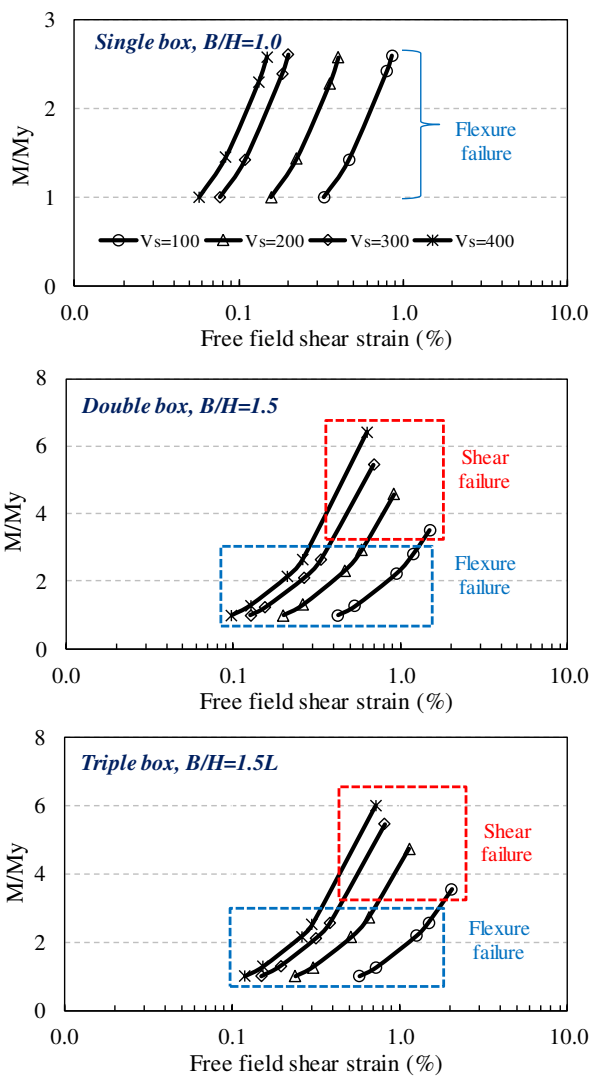 Single box, B/H=1.0
3
2
1
0
M/My
Flexure
failure
Vs=100 Vs=200 Vs=300 Vs=400
0.0 0.1 1.0 10.0
Free field shear strain (%)
Double box, B/H=1.5
8
6
4
2
0
M/My
Shear
failure
Flexure
failure
0.0 0.1 1.0 10.0
Free field shear strain (%)
Triple box, B/H=1.5L
8
6
4
2
0
M/My
Shear
failure
Flexure
failure
0.0 0.1 1.0 10.0
Free field shear strain (%)